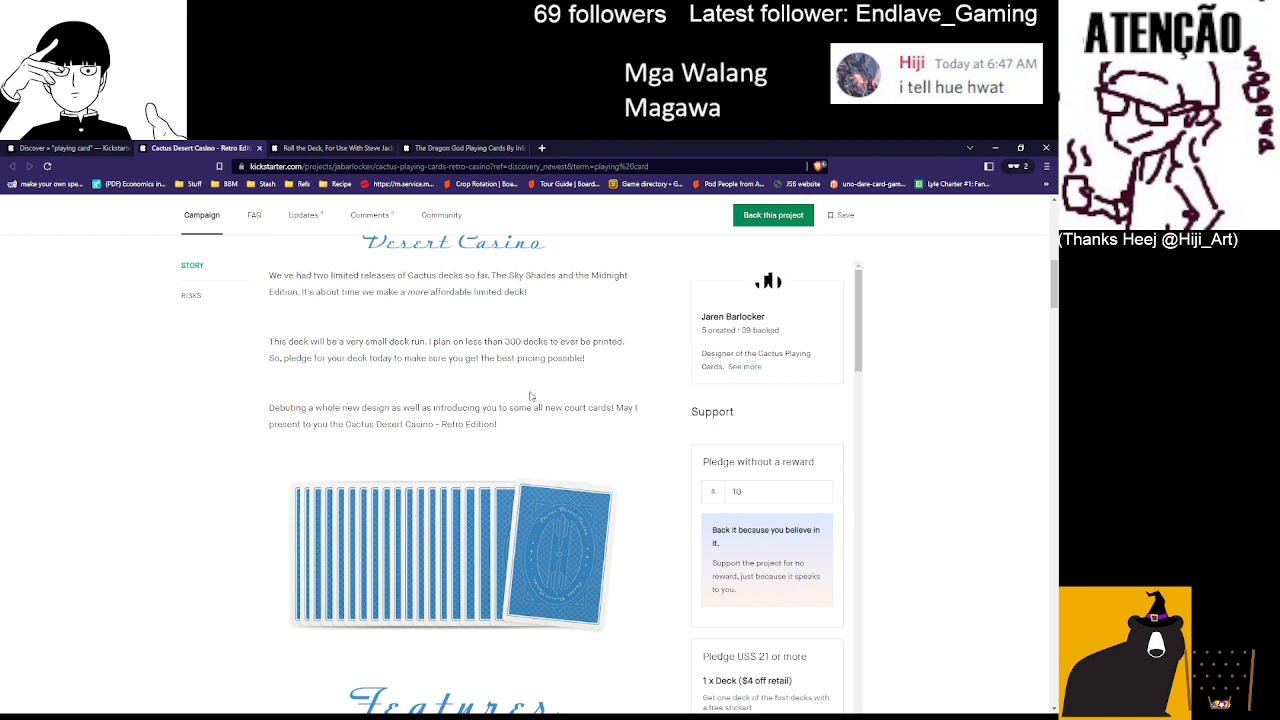 69 followers
Latest follower: Endlave_Gaming
Mga Walang
Magawa
Hiji Today at 6:47 AM
i tell hue hwat
ATENÇÃO
(Thanks Heej @Hiji_Art)
Discover » "playing card" — Kickstarte
Cactus Desert Casino - Retro Editi
Roll the Deck, For Use With Steve Jack
The Dragon God Playing Cards By Infi
kickstarter.com/projects/jabarlocker/cactus-playing-cards-retro-casino?ref=discovery_newest&term=playing%20card
2
make your own spe...
(PDF) Economics in...
Stuff
BBM
Stash
Refs
Recipe
https://m.service.m...
Crop Rotation | Boa...
Tour Guide | Board...
Game directory • G...
Pod People from A...
JSB website
uno-dare-card-gam...
Lyle Charter #1: Fan...
Campaign
FAQ
Updates 4
Comments 2
Community
Back this project
Save
Desert Casino
STORY
RISKS
We've had two limited releases of Cactus decks so far. The Sky Shades and the Midnight
Edition. It's about time we make a more affordable limited deck!
This deck will be a very small deck run. I plan on less than 300 decks to ever be printed.
So, pledge for your deck today to make sure you get the best pricing possible!
Debuting a whole new design as well as introducing you to some all new court cards! May I
present to you the Cactus Desert Casino - Retro Edition!
Cactus Desert Casino
Features
Jaren Barlocker
5 created · 39 backed
Designer of the Cactus Playing
Cards. See more
Support
Pledge without a reward
$ 10
Back it because you believe in
it.
Support the project for no
reward, just because it speaks
to you.
Pledge US$ 21 or more
1 x Deck ($4 off retail)
Get one deck of the first decks with
a free sticker!